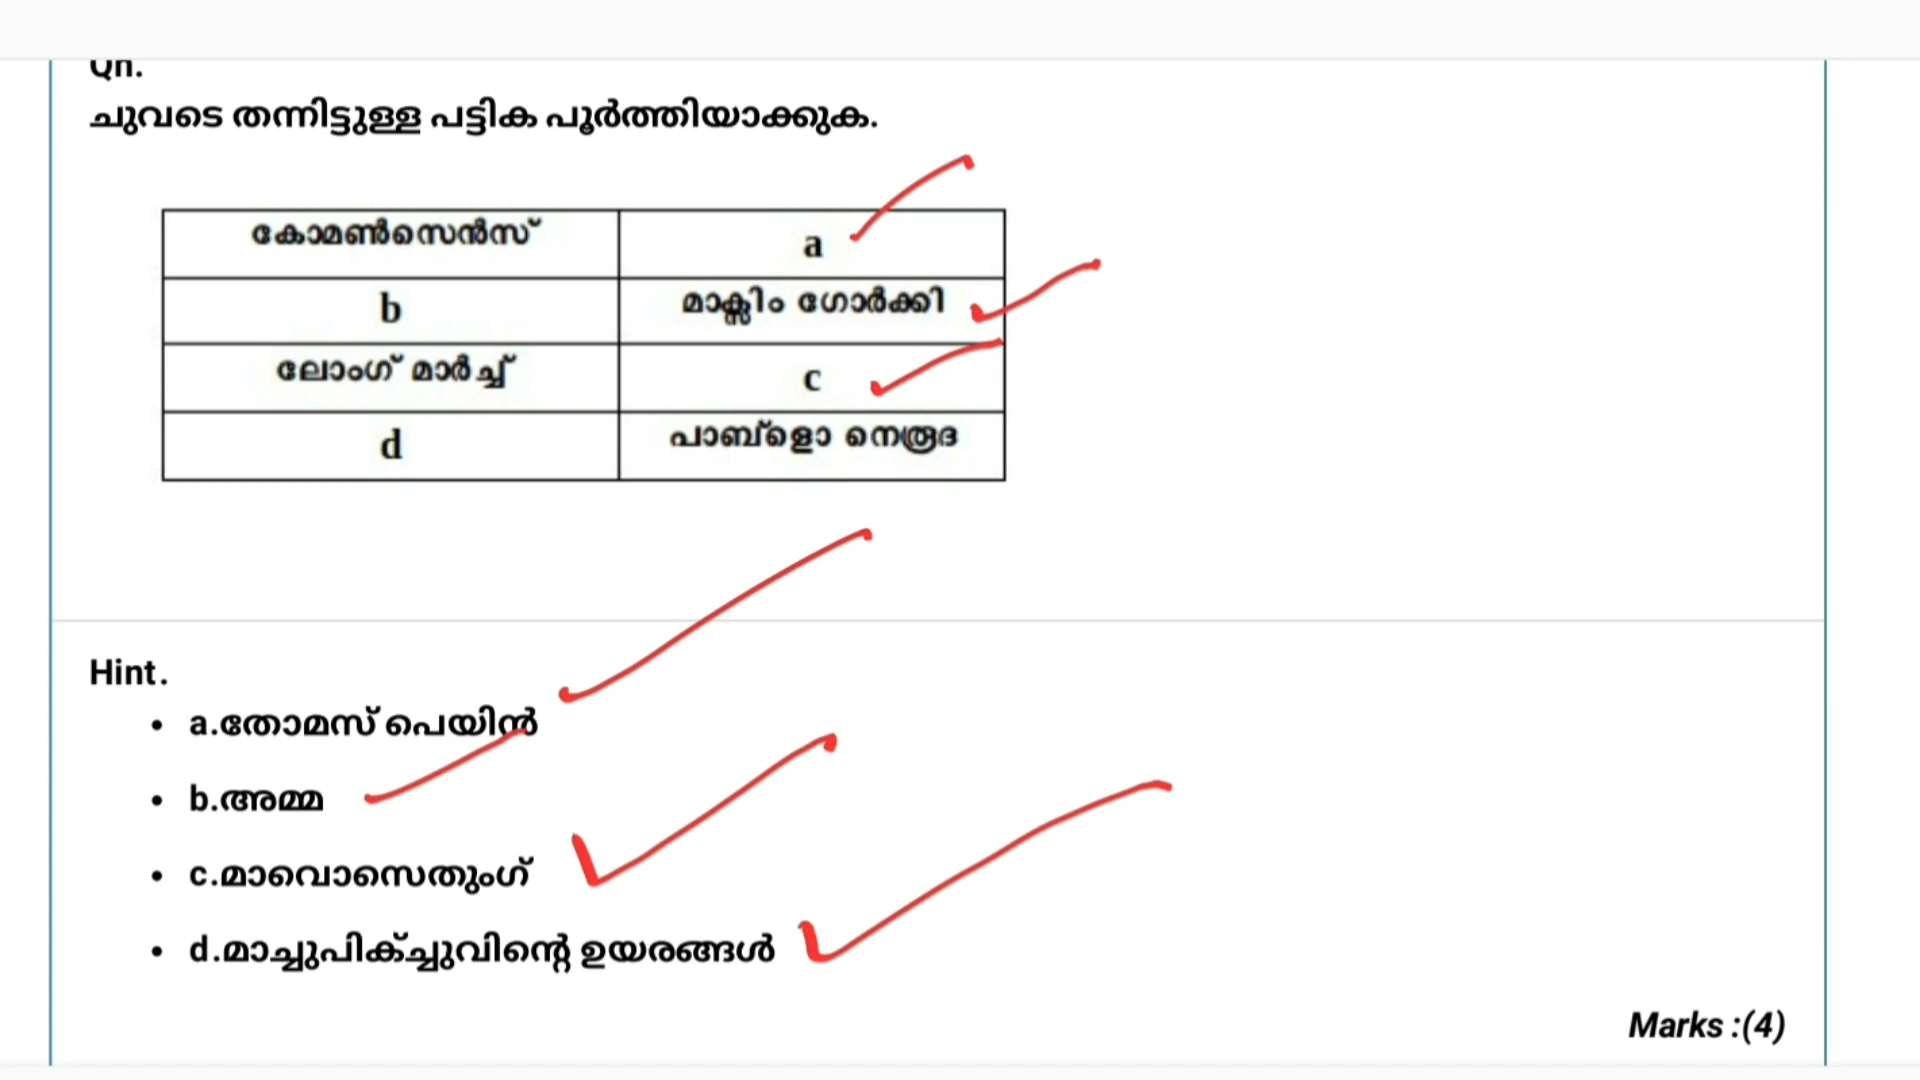 Qn.
ചുവടെ തന്നിട്ടുള്ള പട്ടിക പൂർത്തിയാക്കുക.
കോമൺസെൻസ് a
b മാക്സിം ഗോർക്കി
ലോംഗ് മാർച്ച് c
d പാബ്ളൊ നെരൂദ
Hint.
• a.തോമസ് പെയിൻ
• b.അമ്മ
• c.മാവൊസെതുംഗ്
• d.മാച്ചുപിക്ച്ചുവിന്റെ ഉയരങ്ങൾ
Marks :(4)